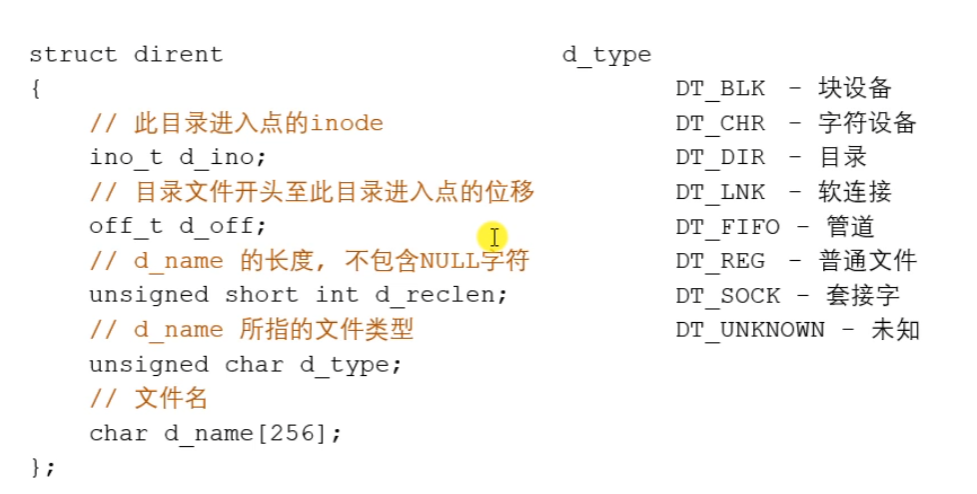 struct dirent
{
// 此目录进入点的inode
ino_t d_ino;
// 目录文件开头至此目录进入点的位移
off_t d_off;
// d_name 的长度, 不包含NULL字符
unsigned short int d_reclen;
// d_name 所指的文件类型
unsigned char d_type;
// 文件名
char d_name[256];
};
d_type
DT_BLK - 块设备
DT_CHR - 字符设备
DT_DIR - 目录
DT_LNK - 软连接
DT_FIFO - 管道
DT_REG - 普通文件
DT_SOCK - 套接字
DT_UNKNOWN - 未知